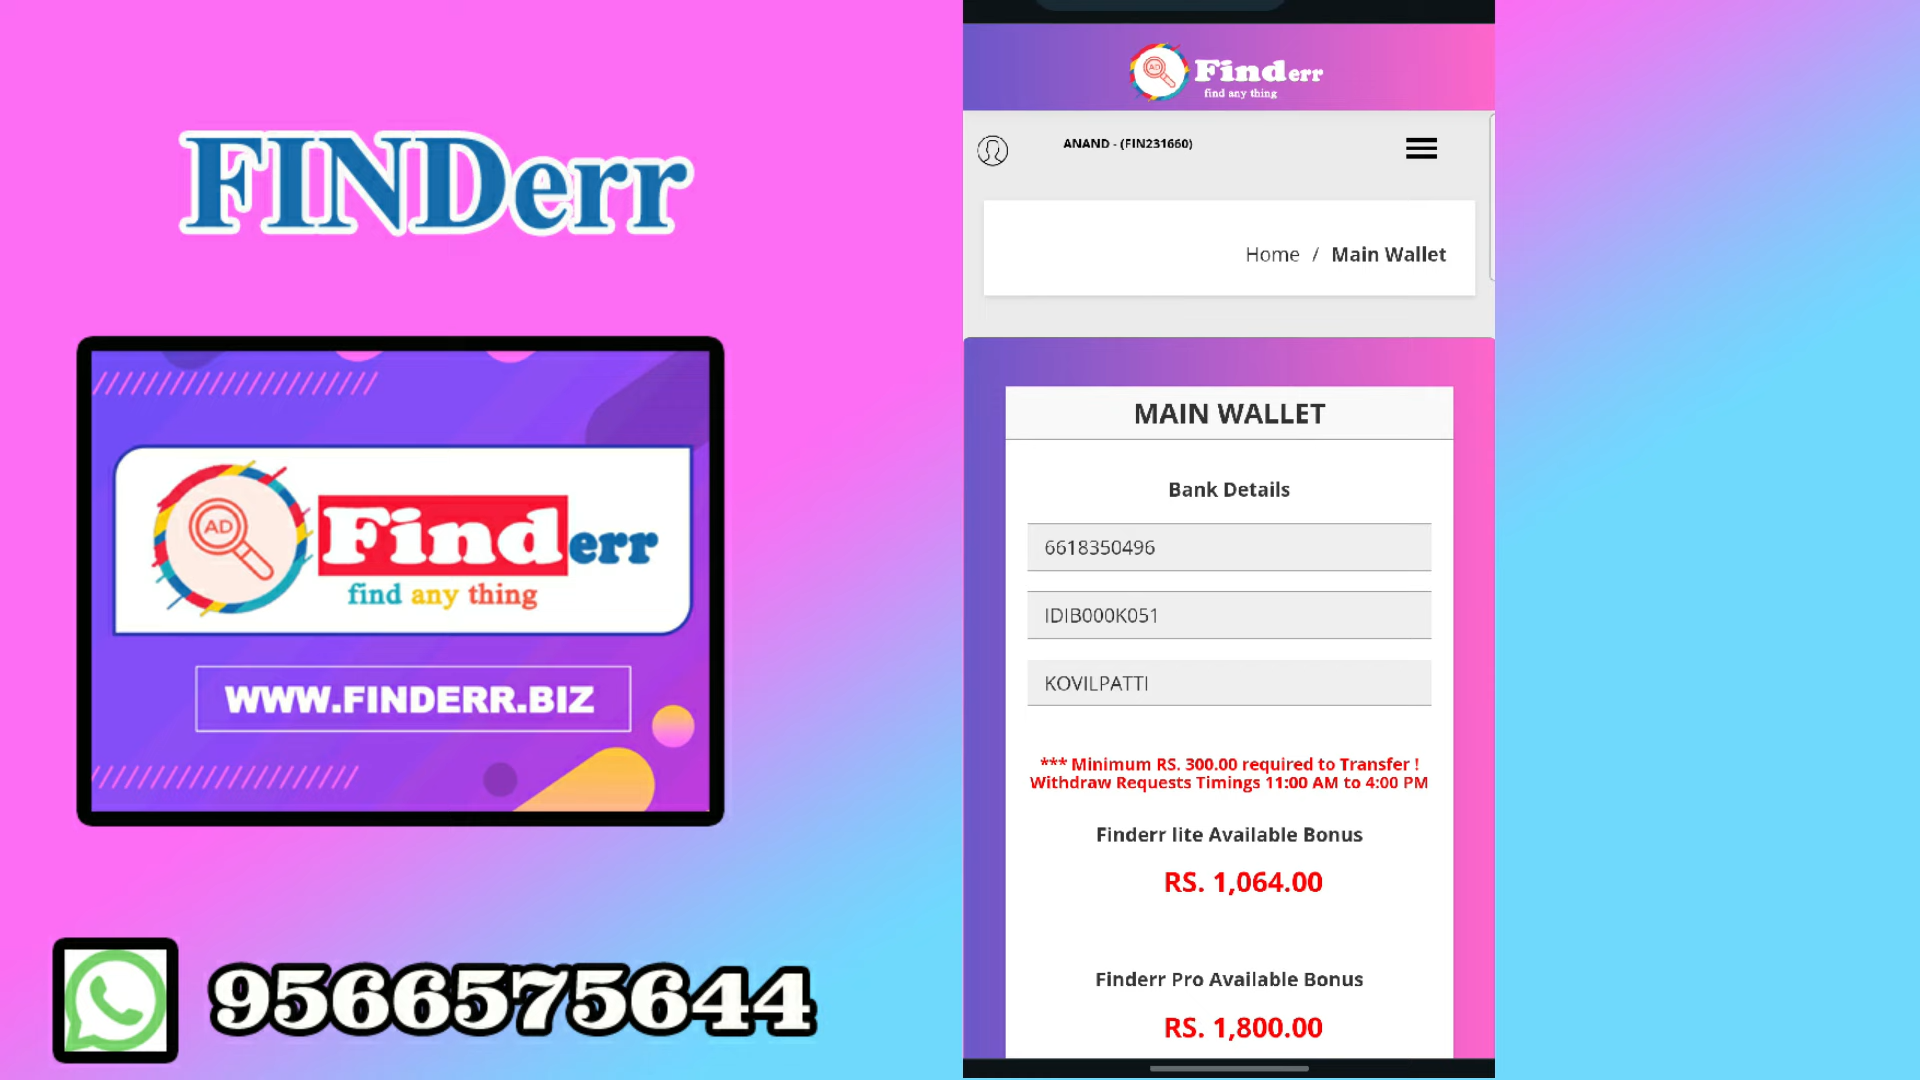 FINDerr
AD
Finderr
find any thing
WWW.FINDERR.BIZ
9566575644
AD
Finderr
find any thing
ANAND - (FIN231660)
Home / Main Wallet
MAIN WALLET
Bank Details
6618350496
IDIB000K051
KOVILPATTI
*** Minimum RS. 300.00 required to Transfer !
Withdraw Requests Timings 11:00 AM to 4:00 PM
Finderr lite Available Bonus
RS. 1,064.00
Finderr Pro Available Bonus
RS. 1,800.00